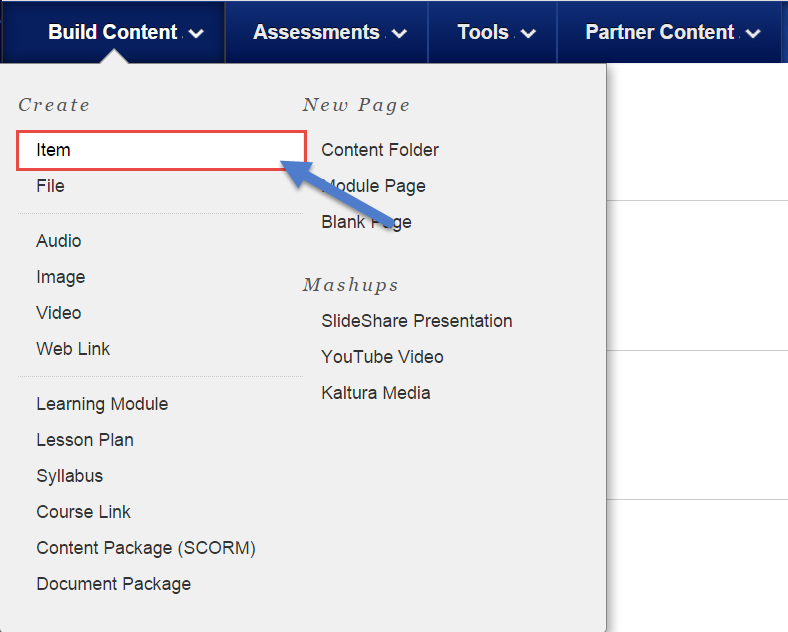 Build Content
Assessments
Tools
Partner Content
Create
Item
File
Audio
Image
Video
Web Link
Learning Module
Lesson Plan
Syllabus
Course Link
Content Package (SCORM)
Document Package
New Page
Content Folder
Module Page
Blank Page
Mashups
SlideShare Presentation
YouTube Video
Kaltura Media